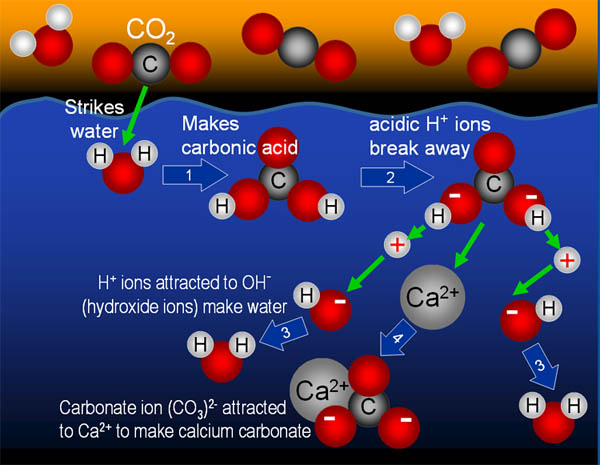 CO₂
C
Strikes
water
H H
Makes
carbonic acid
C
H H
1
acidic H⁺ ions
break away
2
C
H H
- -
+ +
H⁺ ions attracted to OH⁻
(hydroxide ions) make water
H -
Ca²⁺
- H
3
H H
4
3
Ca²⁺
C
- -
H H
Carbonate ion (CO₃)²⁻ attracted
to Ca²⁺ to make calcium carbonate